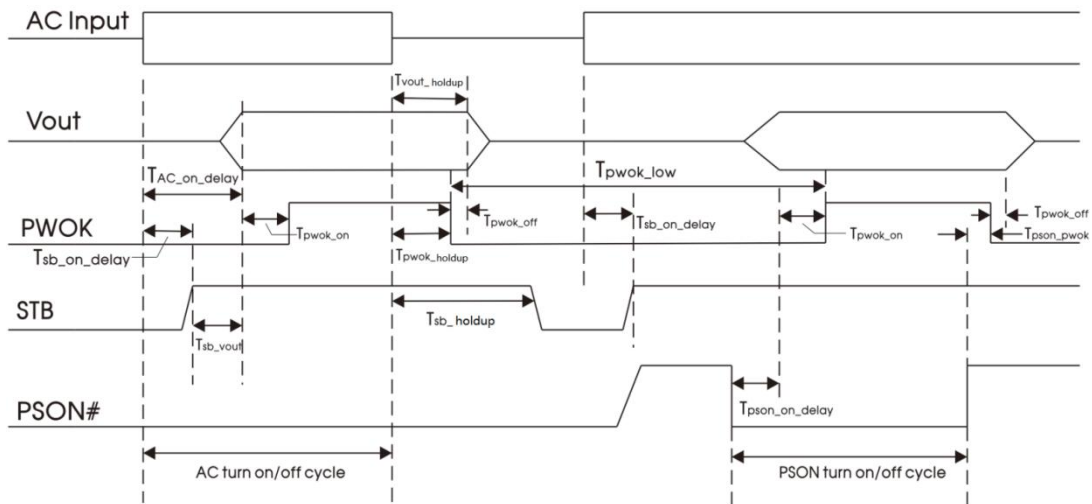 AC Input
Tvout_holdup
Vout
TAC_on_delay
Tpwok_low
PWOK
Tpwok_on
Tpwok_off
Tsb_on_delay
Tpwok_on
Tpwok_off
Tpson_pwok
Tsb_on_delay
Tpwok_holdup
STB
Tsb_holdup
Tsb_vout
PSON#
Tpson_on_delay
AC turn on/off cycle
PSON turn on/off cycle